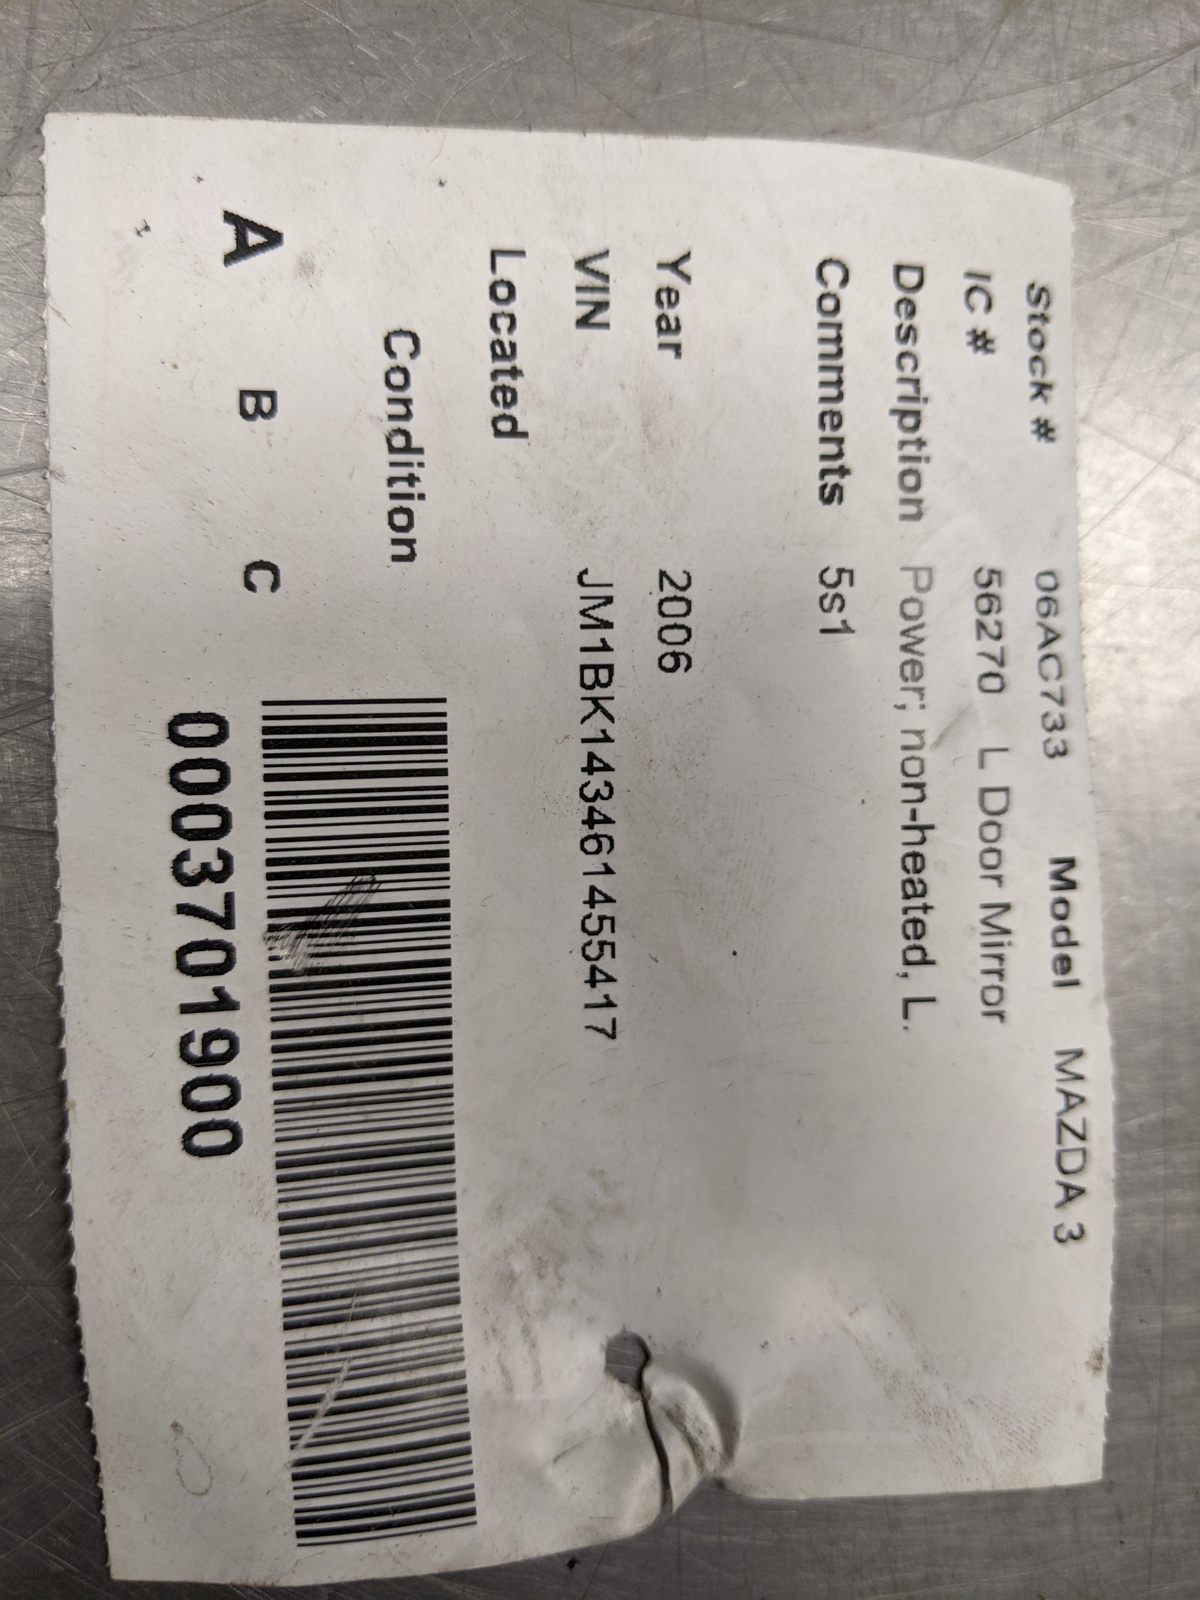 Stock # 06AC733 Model MAZDA 3
IC # 56270 L Door Mirror
Description Power; non-heated, L.
Comments 5s1
Year 2006
VIN JM1BK143461455417
Located
Condition
A B C
0003701900